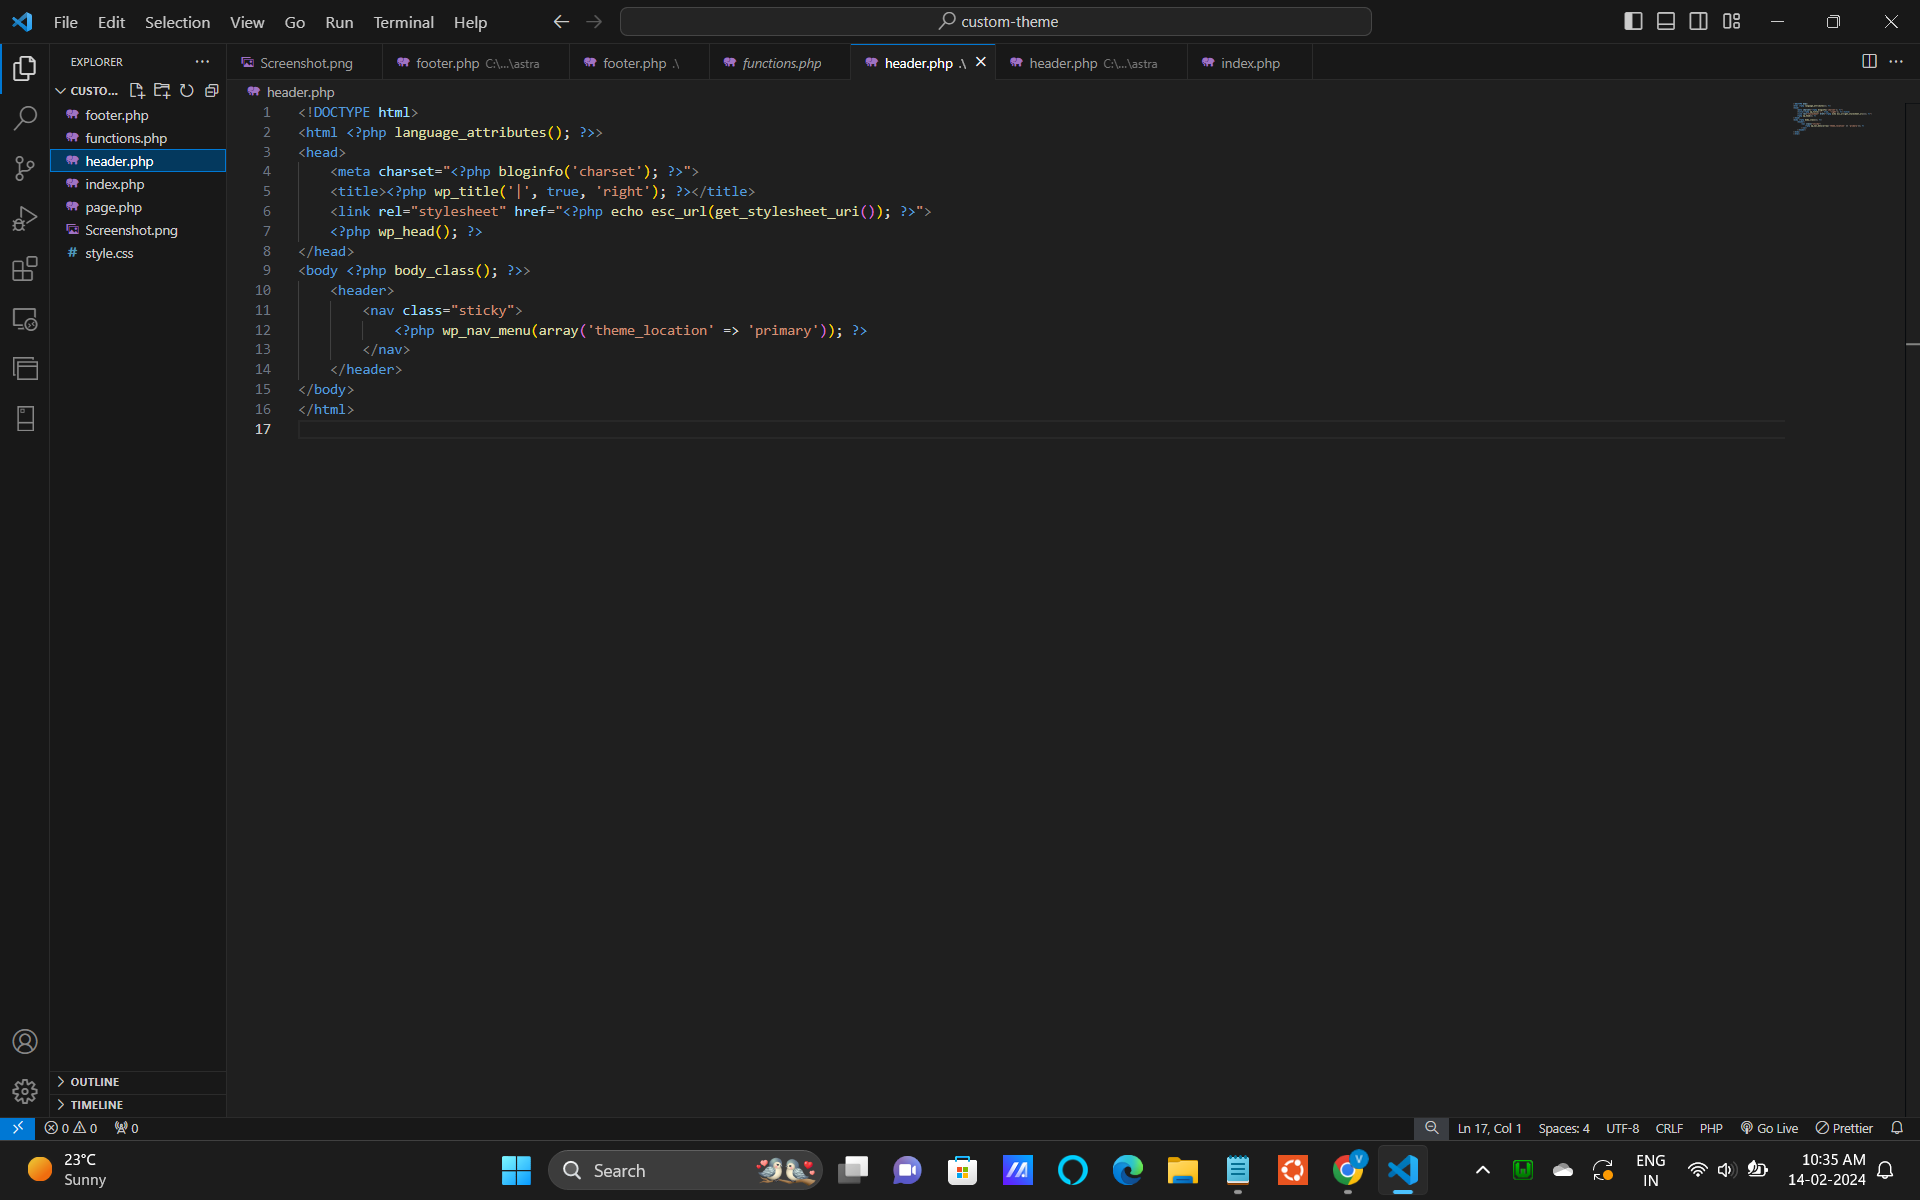 File Edit Selection View Go Run Terminal Help
custom-theme
EXPLORER
Screenshot.png
footer.php C:\...\astra
footer.php .\
functions.php
header.php .\
header.php C:\...\astra
index.php
CUSTO...
footer.php
functions.php
header.php
index.php
page.php
Screenshot.png
# style.css
header.php
1 <!DOCTYPE html>
2 <html <?php language_attributes(); ?>>
3 <head>
4     <meta charset="<?php bloginfo('charset'); ?>">
5     <title><?php wp_title('|', true, 'right'); ?></title>
6     <link rel="stylesheet" href="<?php echo esc_url(get_stylesheet_uri()); ?>">
7     <?php wp_head(); ?>
8 </head>
9 <body <?php body_class(); ?>>
10     <header>
11         <nav class="sticky">
12             <?php wp_nav_menu(array('theme_location' => 'primary')); ?>
13         </nav>
14     </header>
15 </body>
16 </html>
17
OUTLINE
TIMELINE
0 0 0
Ln 17, Col 1 Spaces: 4 UTF-8 CRLF PHP Go Live Prettier
23°C
Sunny
Search
V
ENG
IN
10:35 AM
14-02-2024